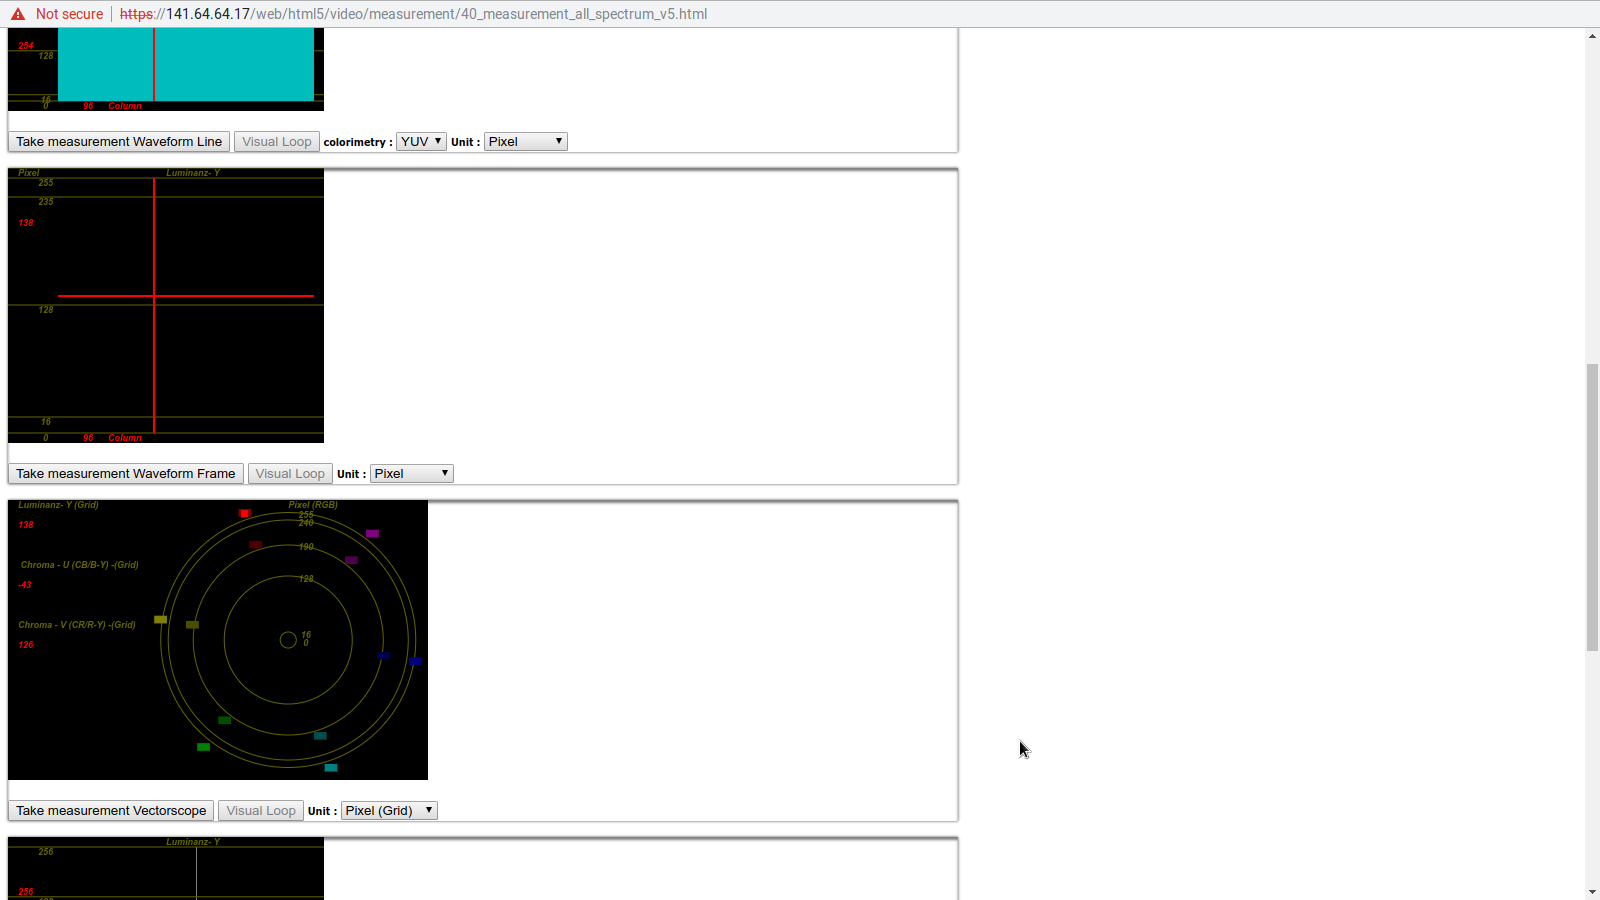 Not secure https://141.64.64.17/web/html5/video/measurement/40_measurement_all_spectrum_v5.html
254
128
16
0 96 Column
Take measurement Waveform Line Visual Loop colorimetry : YUV Unit : Pixel
Pixel Luminanz- Y
255
235
138
128
16
0 96 Column
Take measurement Waveform Frame Visual Loop Unit : Pixel
Luminanz- Y (Grid) Pixel (RGB)
255
240
138
190
Chroma - U (CB/B-Y) -(Grid)
128
-43
Chroma - V (CR/R-Y) -(Grid)
16
0
126
Take measurement Vectorscope Visual Loop Unit : Pixel (Grid)
Luminanz- Y
256
256